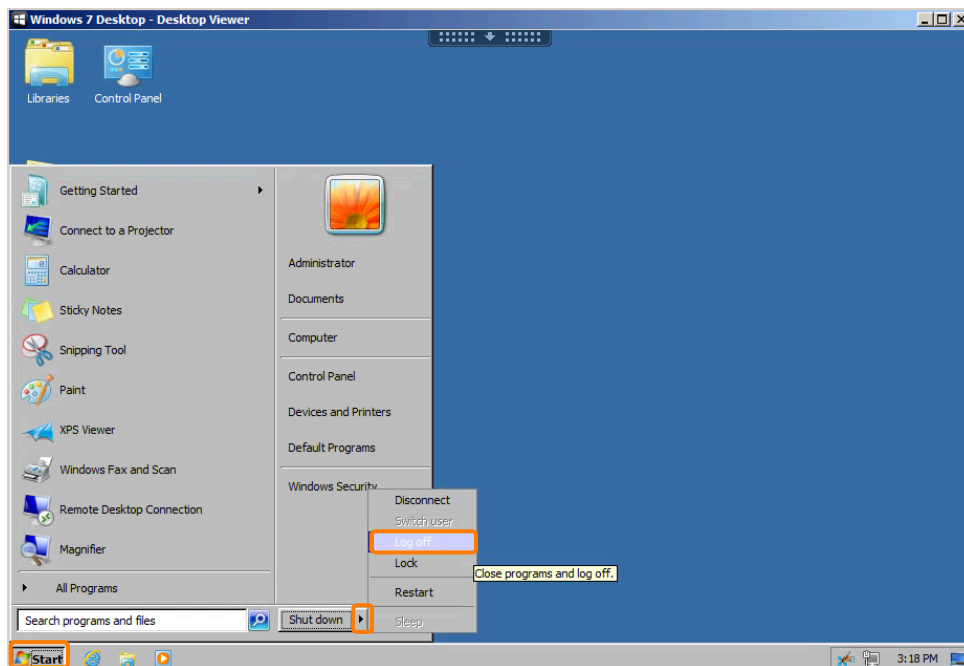 Windows 7 Desktop - Desktop Viewer
Libraries
Control Panel
Getting Started
Connect to a Projector
Calculator
Sticky Notes
Snipping Tool
Paint
XPS Viewer
Windows Fax and Scan
Remote Desktop Connection
Magnifier
All Programs
Search programs and files
Administrator
Documents
Computer
Control Panel
Devices and Printers
Default Programs
Windows Security
Shut down
Disconnect
Switch user
Log off
Lock
Restart
Sleep
Close programs and log off.
Start
3:18 PM